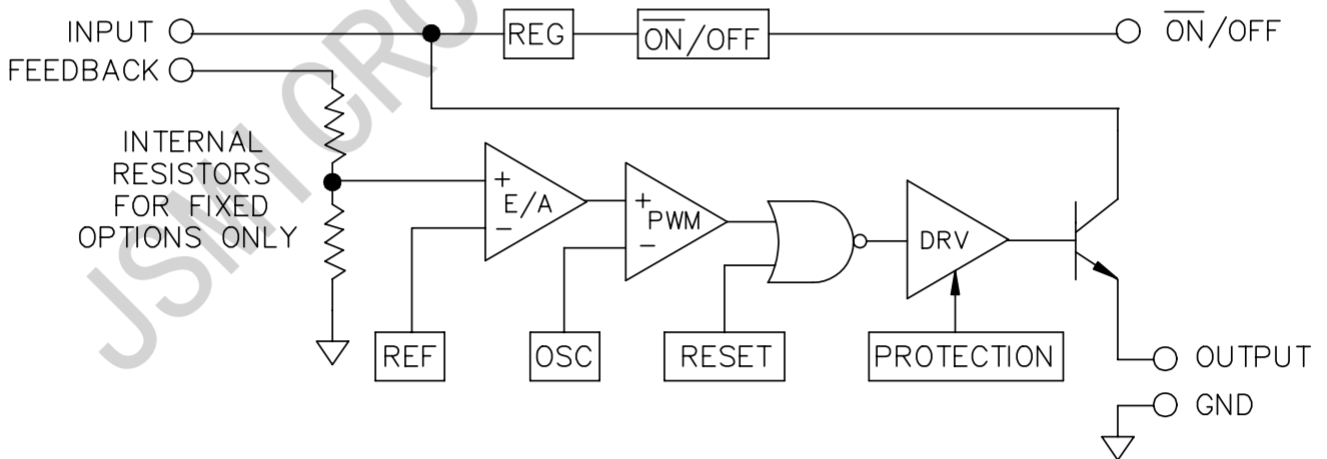 INPUT
REG
ON/OFF
ON/OFF
FEEDBACK
INTERNAL
RESISTORS
FOR FIXED
OPTIONS ONLY
+
E/A
−
+
PWM
−
DRV
REF
OSC
RESET
PROTECTION
OUTPUT
GND
JSMICRO